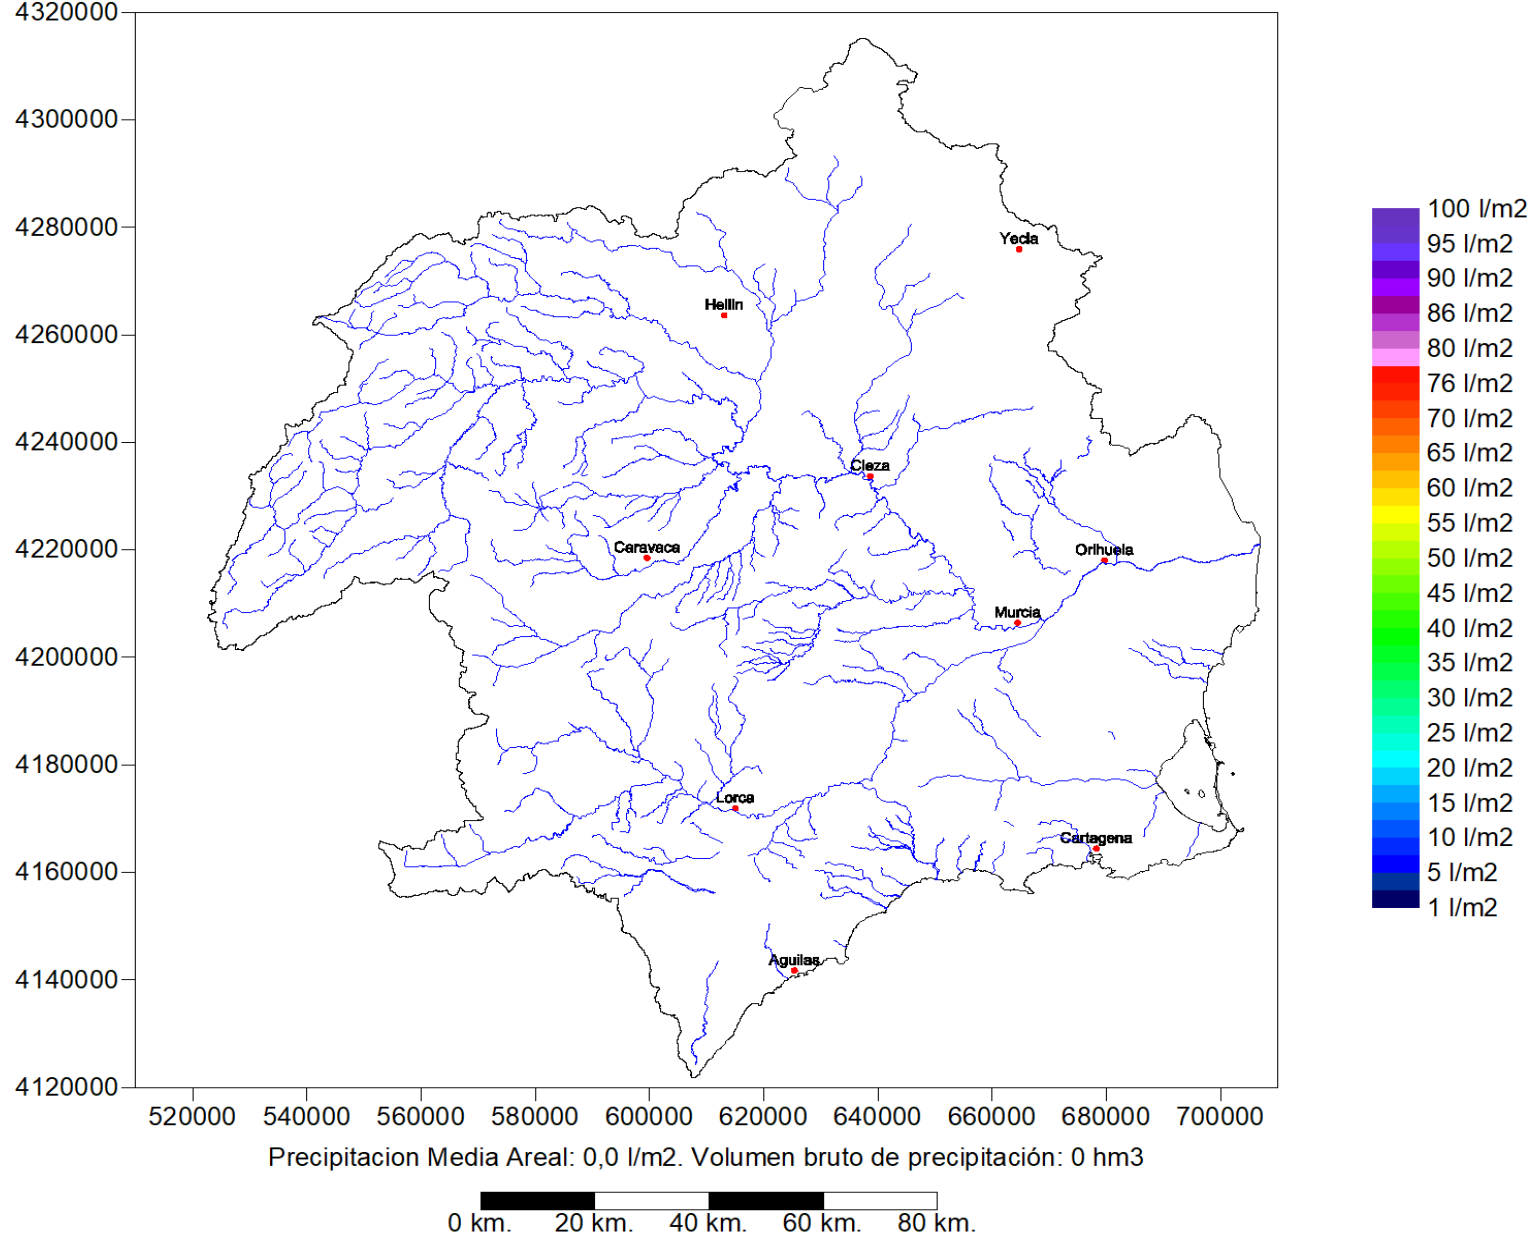 4320000
4300000
4280000
4260000
4240000
4220000
4200000
4180000
4160000
4140000
4120000
520000 540000 560000 580000 600000 620000 640000 660000 680000 700000
Yecla
Hellin
Cieza
Caravaca
Orihuela
Murcia
Lorca
Cartagena
Aguilas
100 l/m2
95 l/m2
90 l/m2
86 l/m2
80 l/m2
76 l/m2
70 l/m2
65 l/m2
60 l/m2
55 l/m2
50 l/m2
45 l/m2
40 l/m2
35 l/m2
30 l/m2
25 l/m2
20 l/m2
15 l/m2
10 l/m2
5 l/m2
1 l/m2
Precipitacion Media Areal: 0,0 l/m2. Volumen bruto de precipitación: 0 hm3
0 km. 20 km. 40 km. 60 km. 80 km.